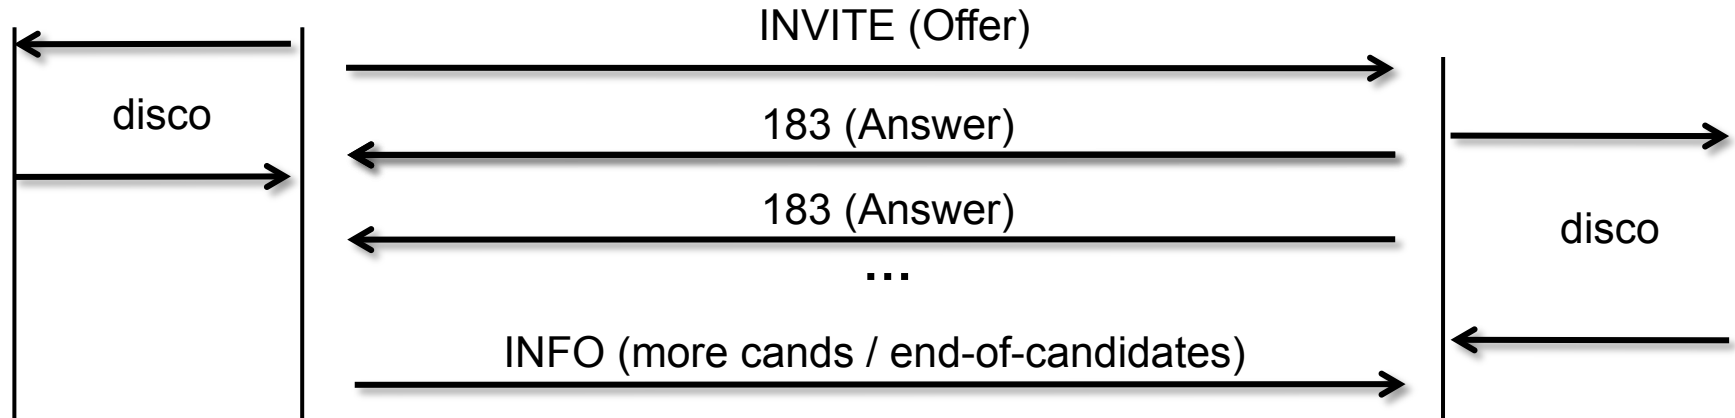 INVITE (Offer)
disco
183 (Answer)
183 (Answer)
disco
...
INFO (more cands / end-of-candidates)